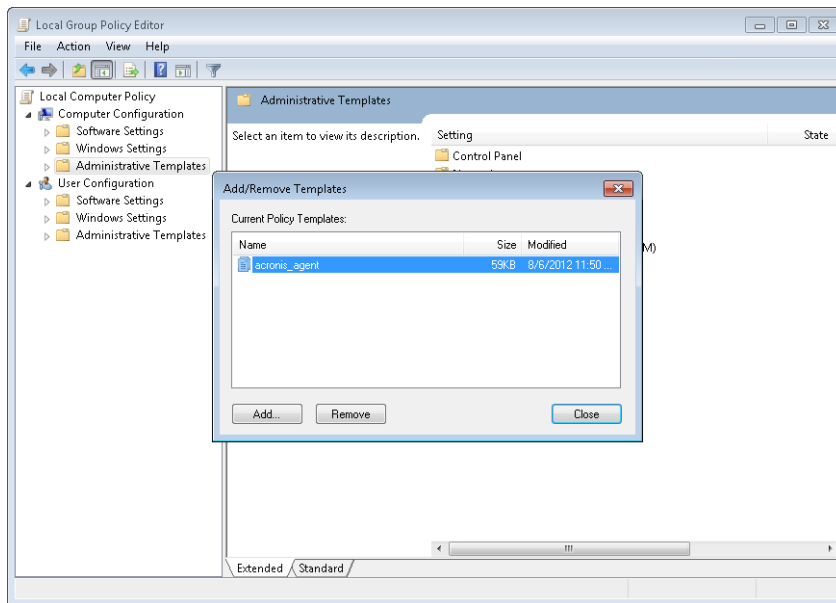 Local Group Policy Editor
File Action View Help
Local Computer Policy
Computer Configuration
Software Settings
Windows Settings
Administrative Templates
User Configuration
Software Settings
Windows Settings
Administrative Templates
Administrative Templates
Select an item to view its description.
Setting State
Control Panel
M)
Add/Remove Templates
Current Policy Templates:
Name Size Modified
acronis_agent 59KB 8/6/2012 11:50 ...
Add... Remove Close
Extended Standard